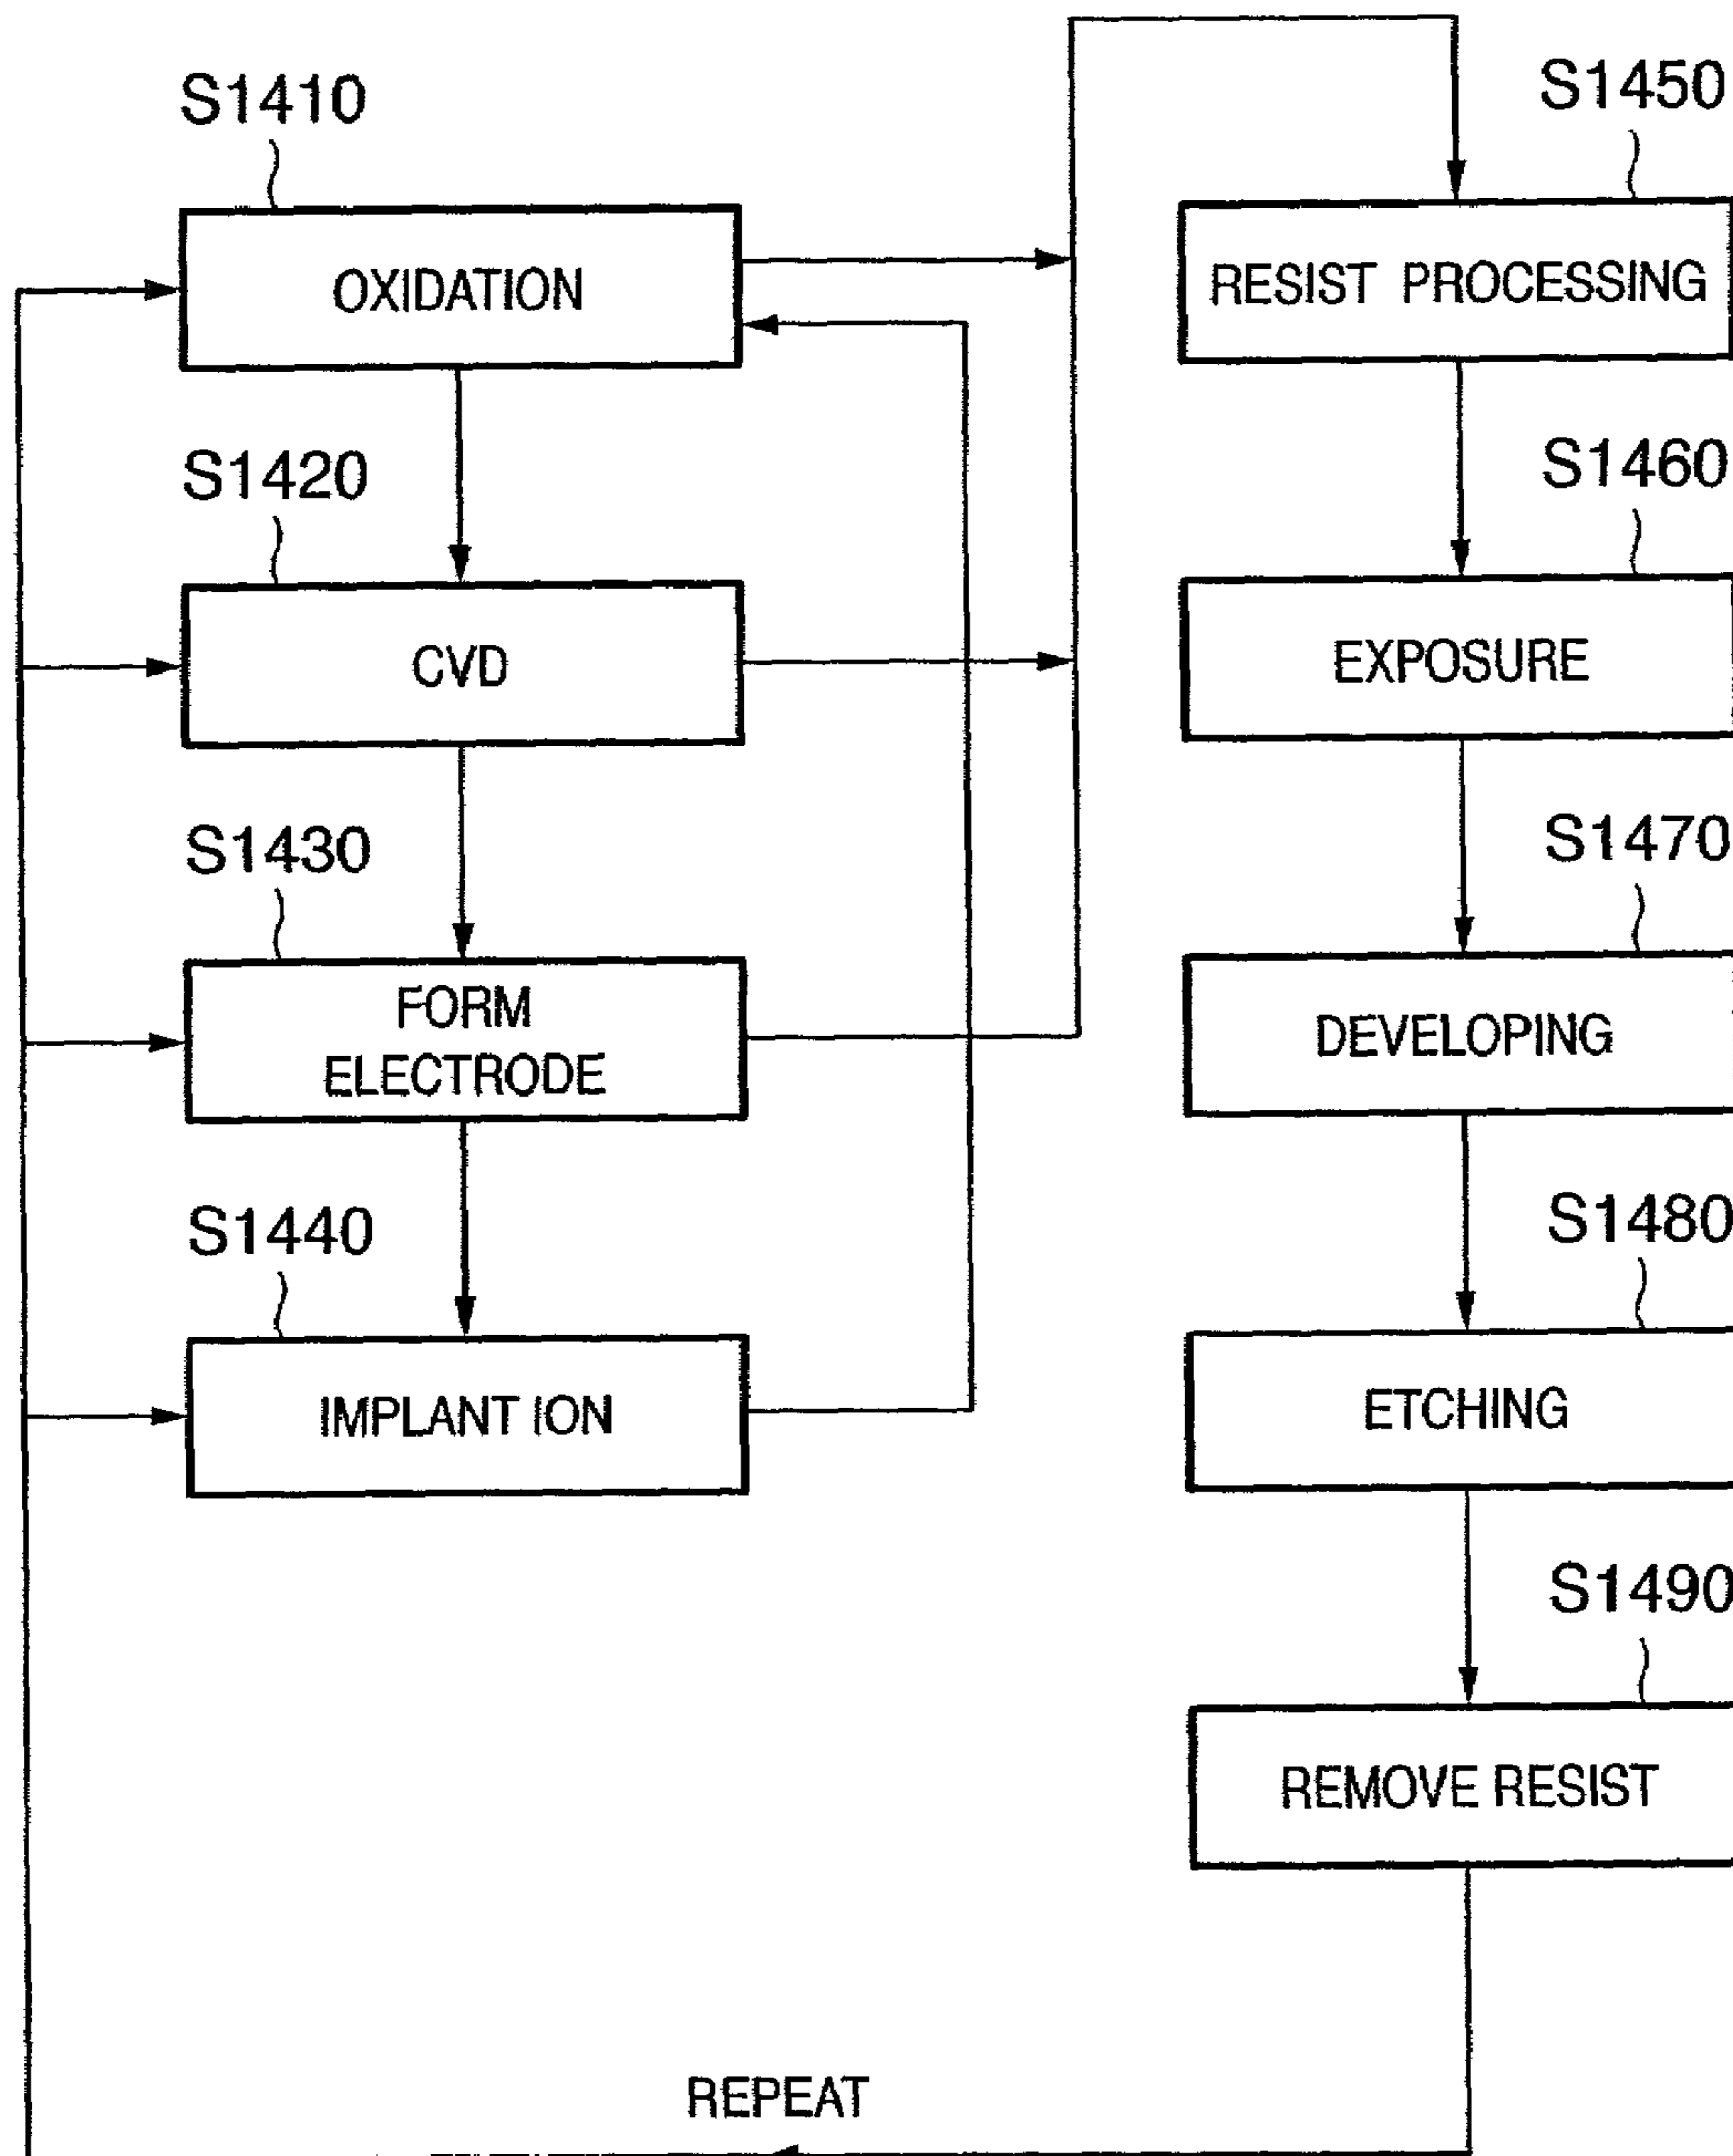 S1410
OXIDATION
S1420
CVD
S1430
FORM
ELECTRODE
S1440
IMPLANT ION
S1450
RESIST PROCESSING
S1460
EXPOSURE
S1470
DEVELOPING
S1480
ETCHING
S1490
REMOVE RESIST
REPEAT